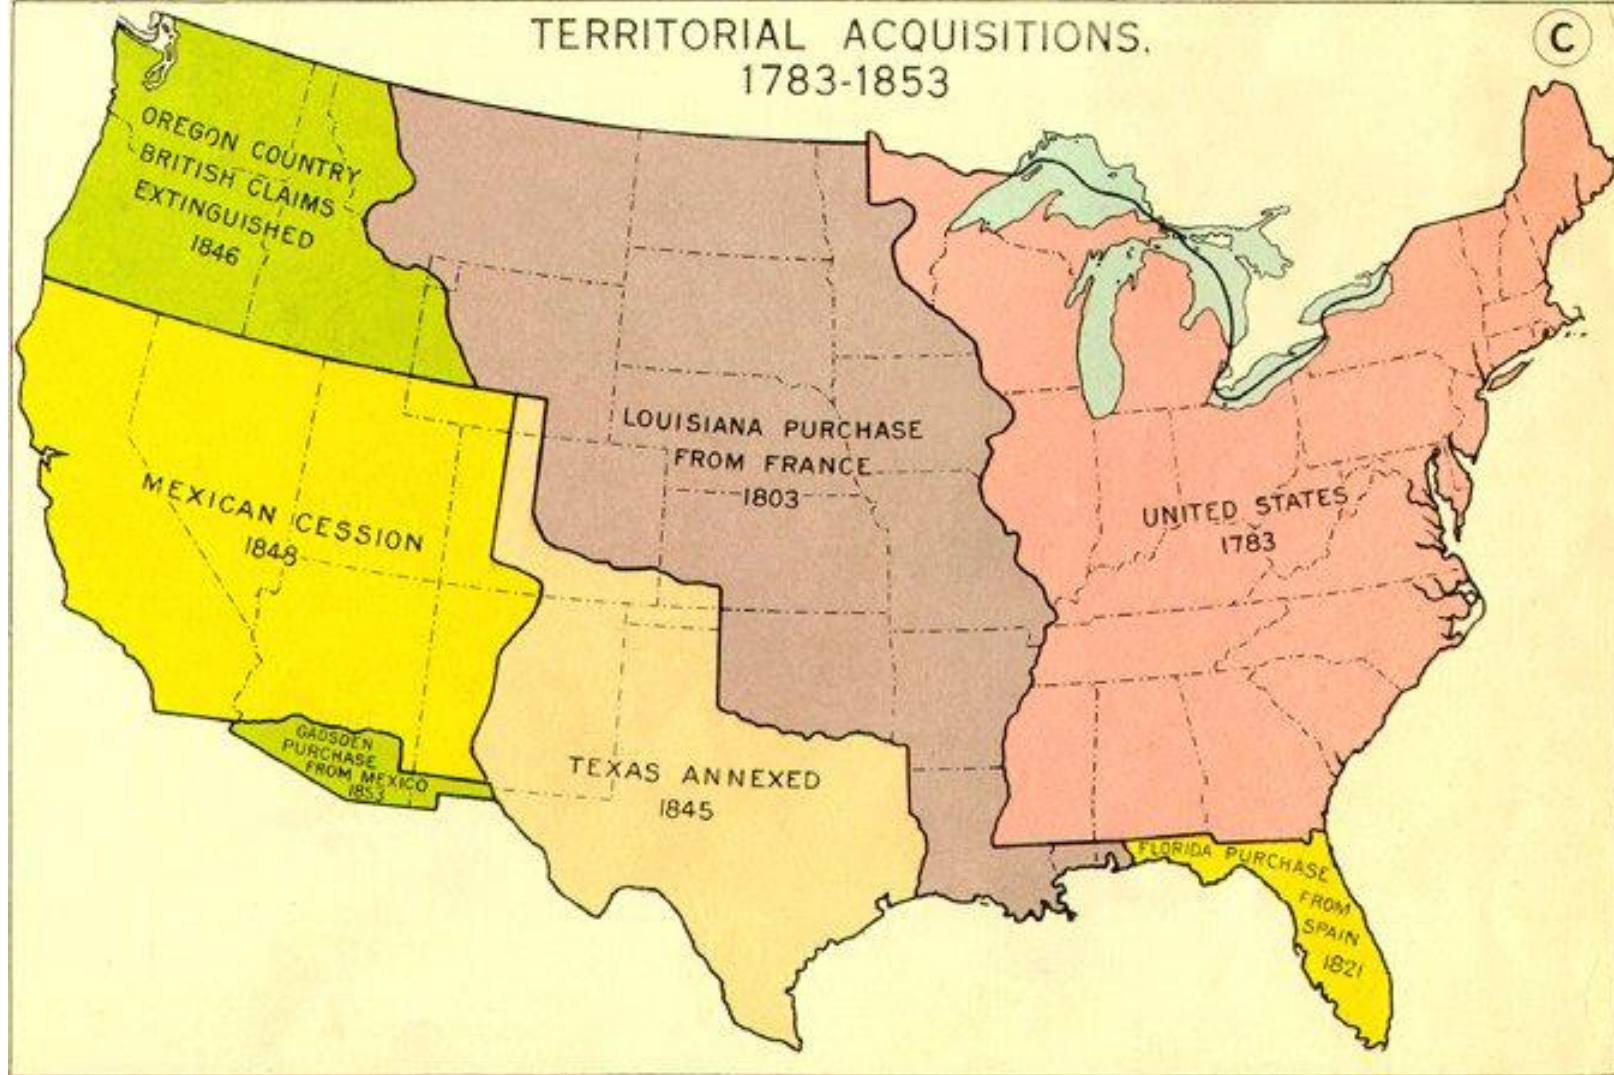 TERRITORIAL ACQUISITIONS.
1783-1853
C
OREGON COUNTRY
BRITISH CLAIMS
EXTINGUISHED
1846
MEXICAN CESSION
1848
GADSDEN
PURCHASE
FROM MEXICO
1853
LOUISIANA PURCHASE
FROM FRANCE
1803
TEXAS ANNEXED
1845
UNITED STATES
1783
FLORIDA PURCHASE
FROM
SPAIN
1821